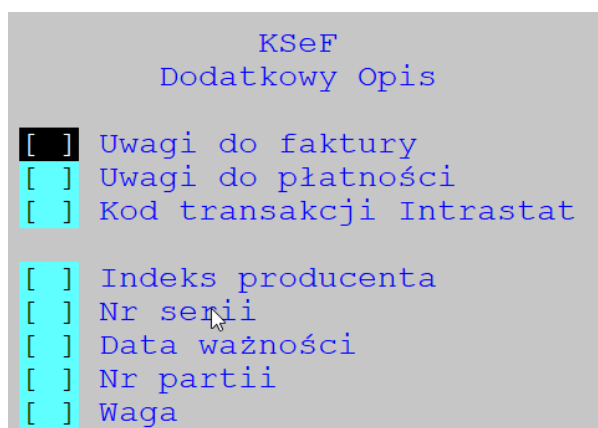 KSeF
Dodatkowy Opis
[ ] Uwagi do faktury
[ ] Uwagi do płatności
[ ] Kod transakcji Intrastat
[ ] Indeks producenta
[ ] Nr serii
[ ] Data ważności
[ ] Nr partii
[ ] Waga